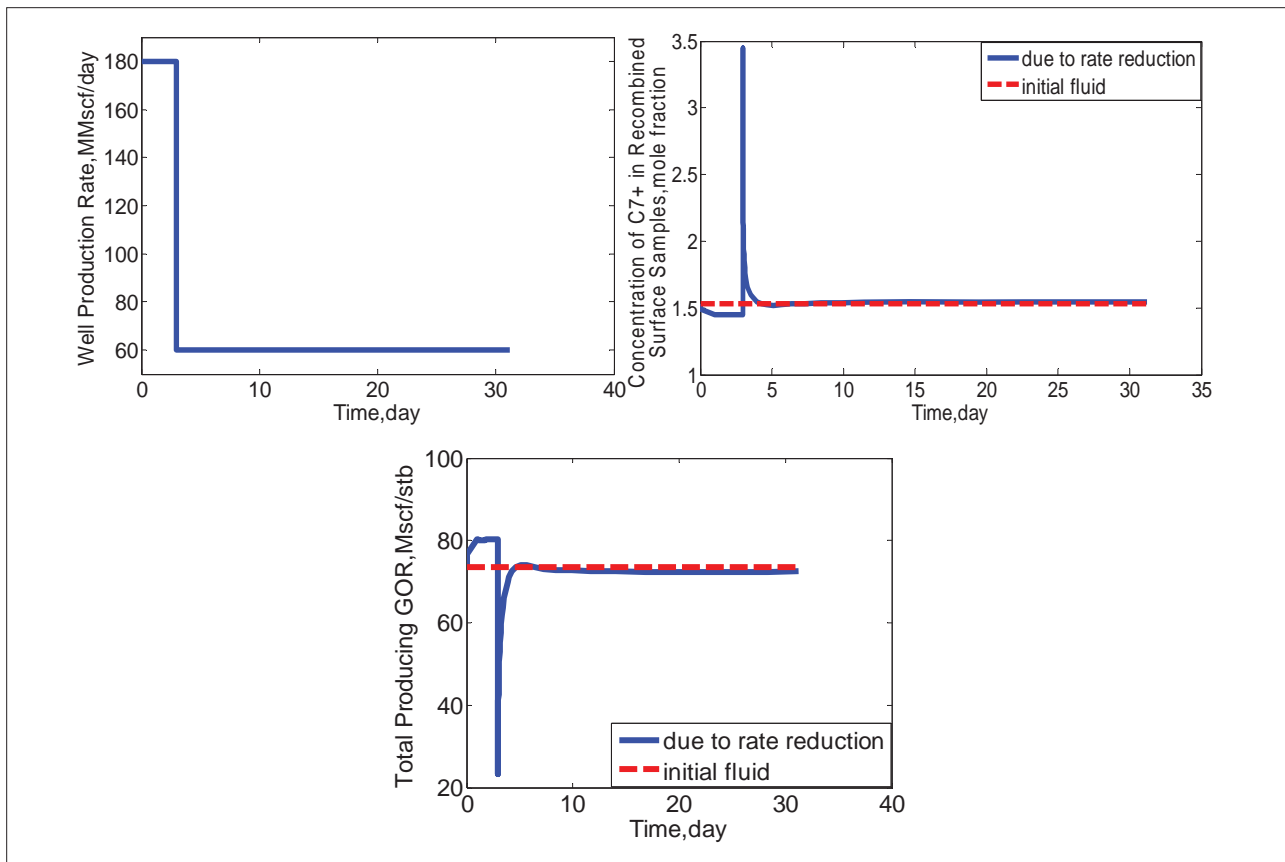 Well Production Rate,MMscf/day
180
160
140
120
100
80
60
0 10 20 30 40
Time,day
Concentration of C7+ in Recombined
Surface Samples,mole fraction
3.5
3
2.5
2
1.5
1
0 5 10 15 20 25 30 35
Time,day
due to rate reduction
initial fluid
Total Producing GOR,Mscf/stb
100
80
60
40
20
0 10 20 30 40
Time,day
due to rate reduction
initial fluid